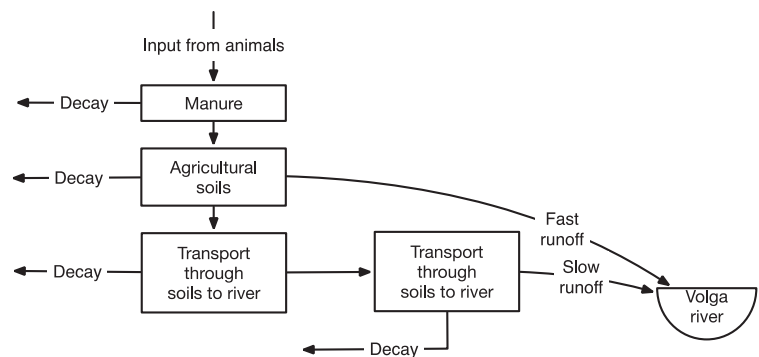 Input from animals
Decay
Manure
Decay
Agricultural
soils
Fast
runoff
Decay
Transport
through
soils to river
Transport
through
soils to river
Slow
runoff
Volga
river
Decay